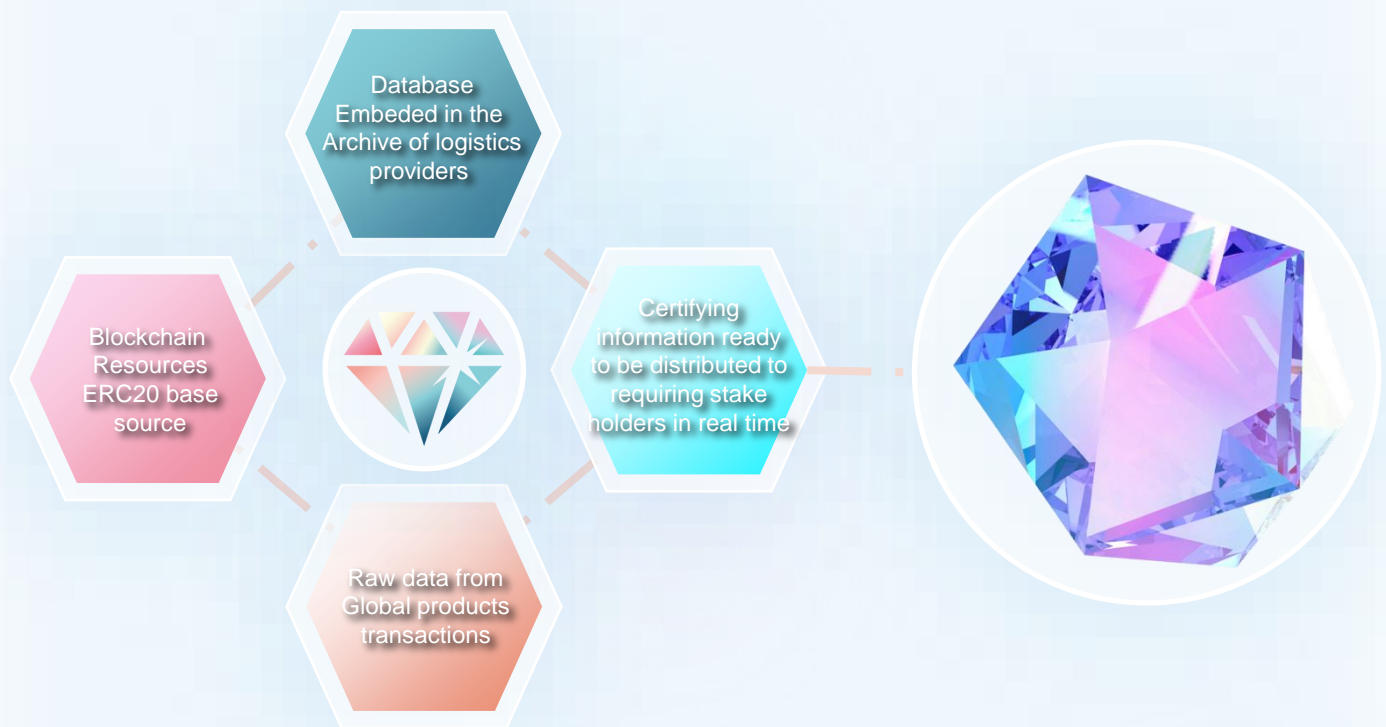 Database
Embeded in the
Archive of logistics
providers
Blockchain
Resources
ERC20 base
source
Certifying
information ready
to be distributed to
requiring stake
holders in real time
Raw data from
Global products
transactions